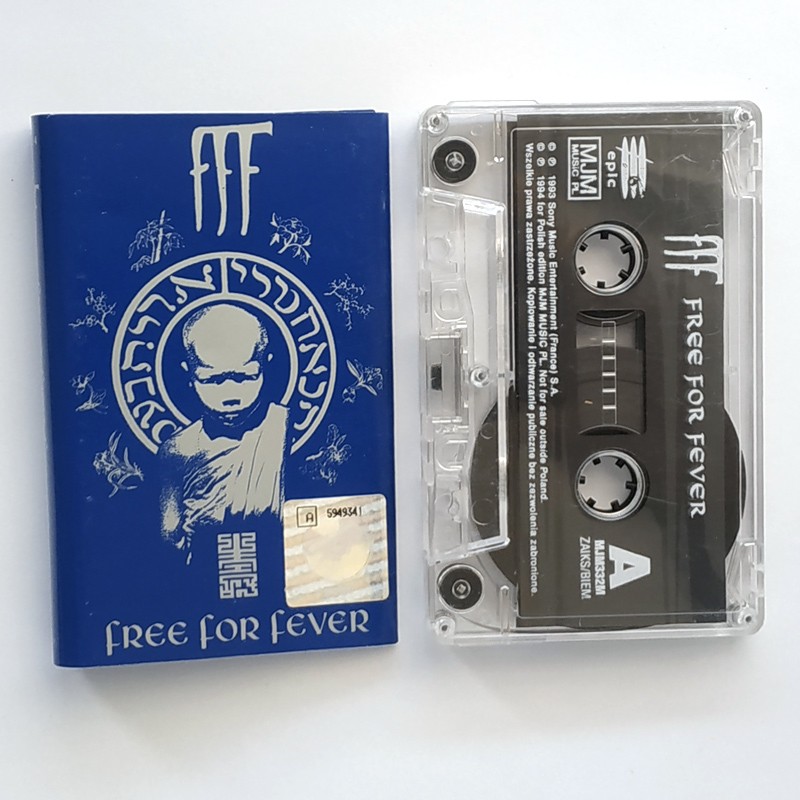 FFF
A 5949341
FREE FOR FEVER
epic
MJM
MUSIC PL
℗ © 1993 Sony Music Entertainment (France) S.A.
℗ © 1994 for Polish edition MJM MUSIC PL. Not for sale outside Poland.
Wszelkie prawa zastrzeżone. Kopiowanie i odtwarzanie publiczne bez zezwolenia zabronione.
FFF
FREE FOR FEVER
A
MJM332M
ZAIKS/BIEM